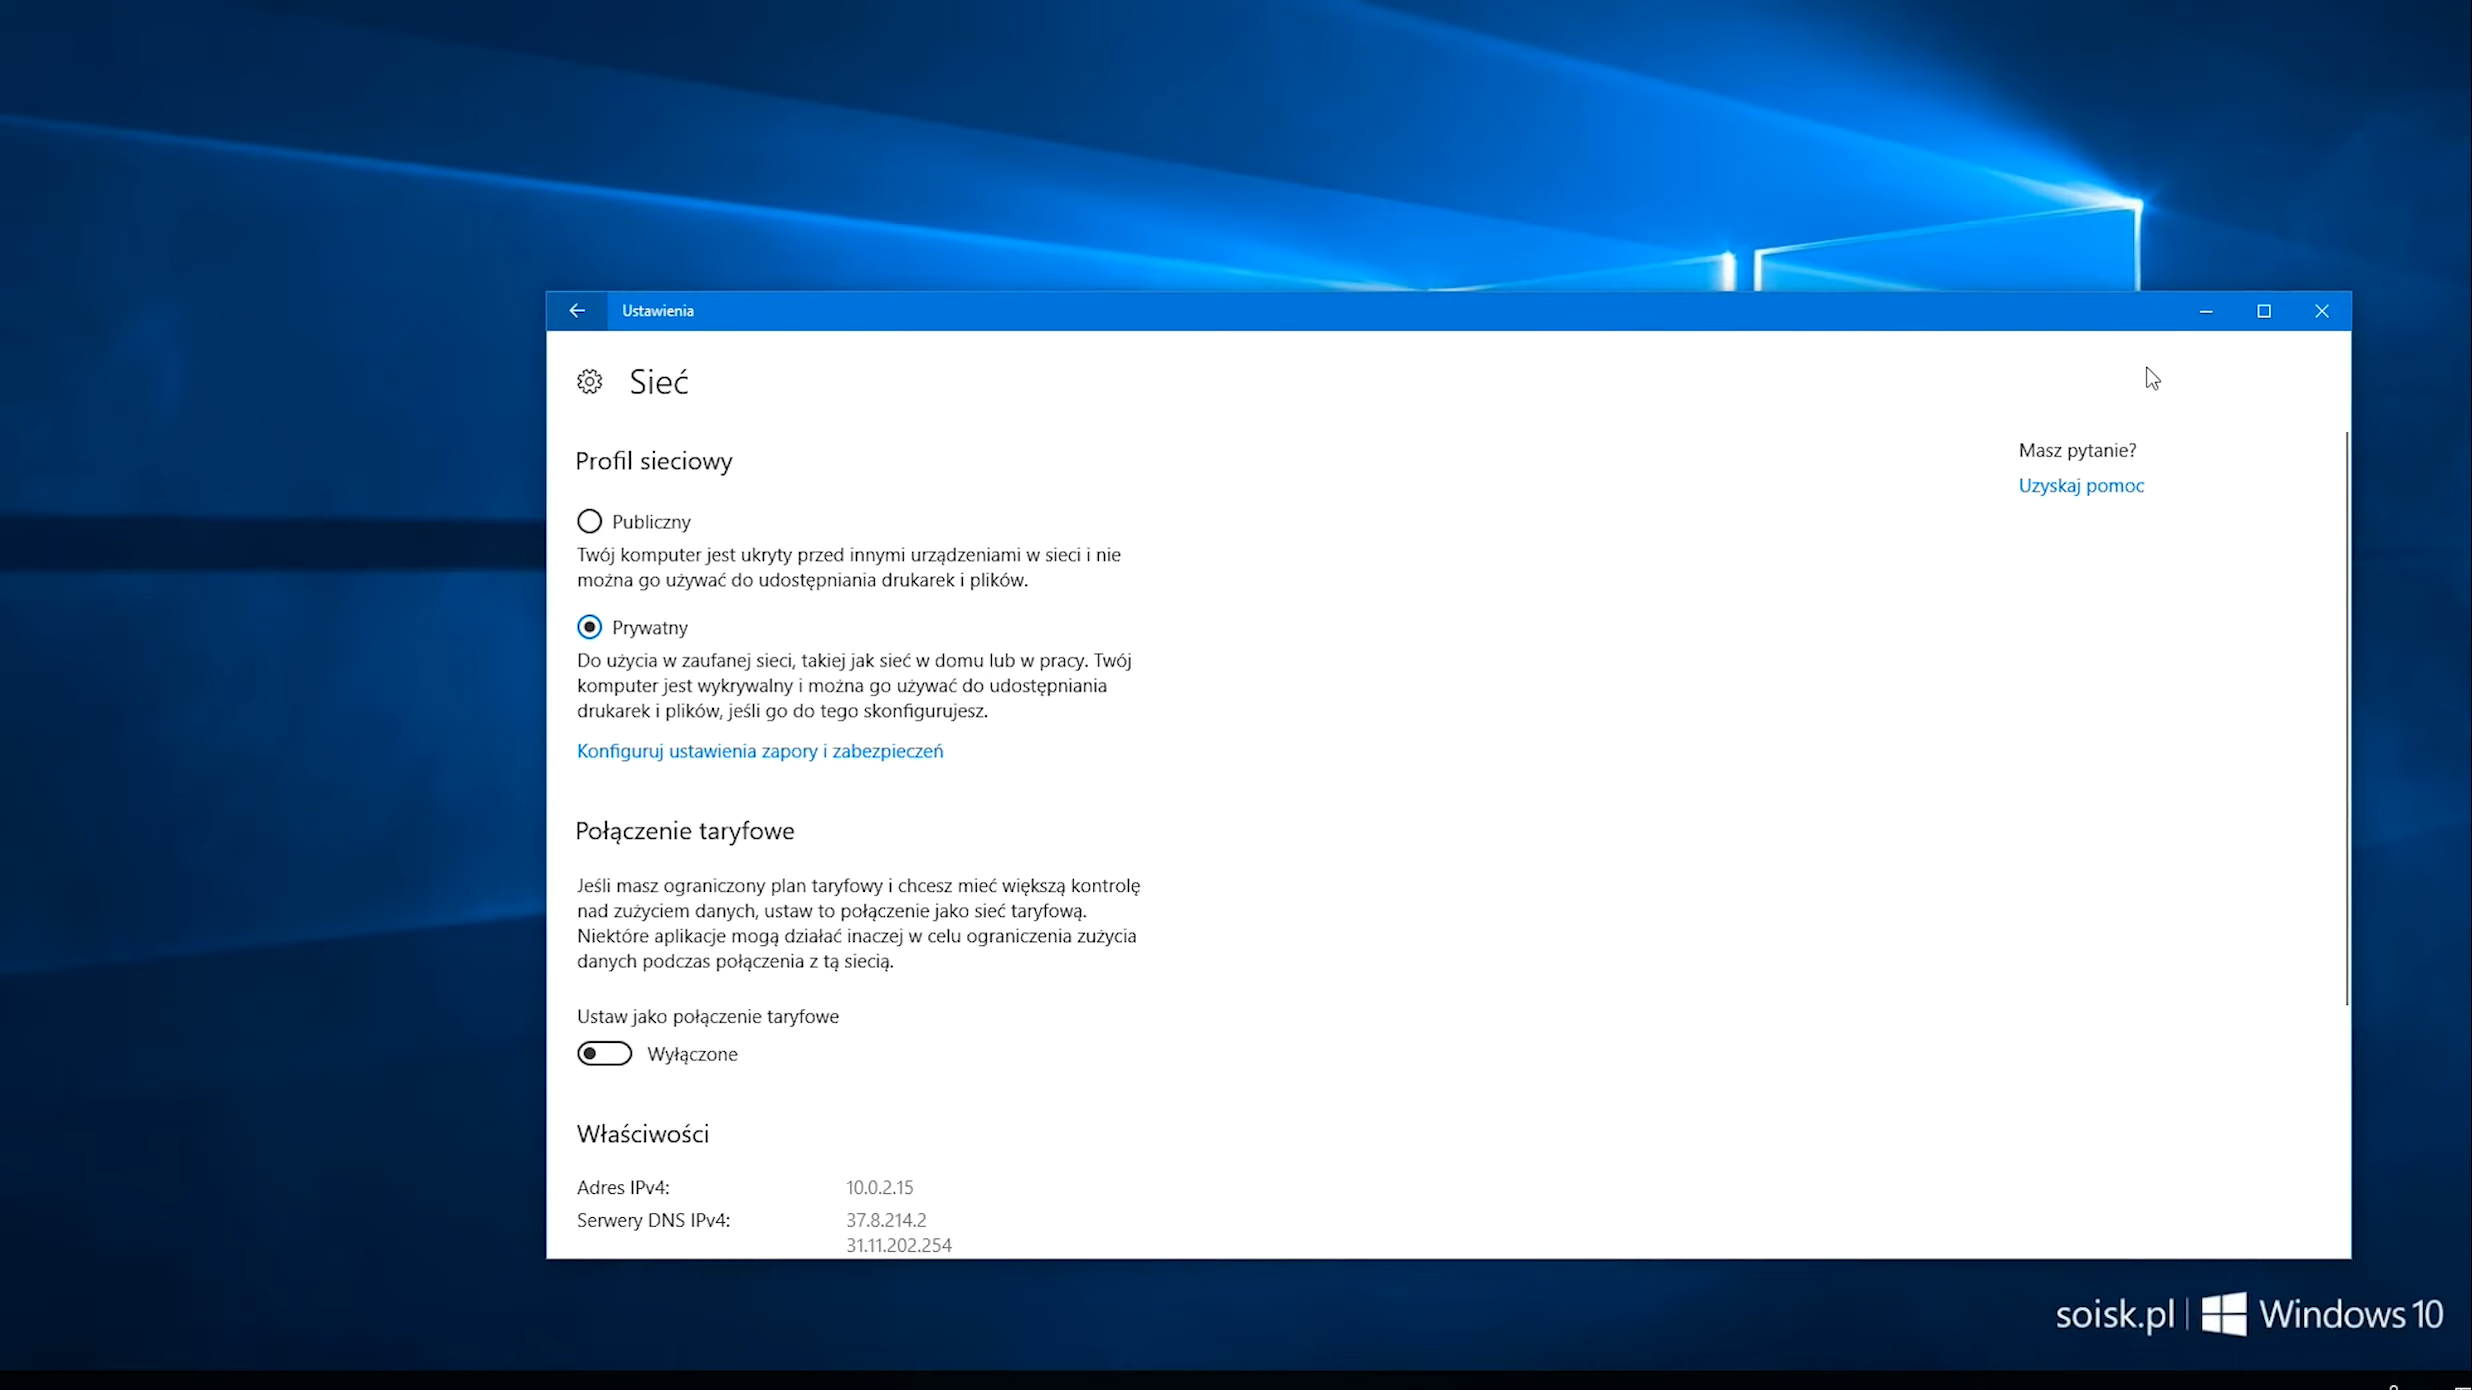 Ustawienia
Sieć
Masz pytanie?
Uzyskaj pomoc
Profil sieciowy
Publiczny
Twój komputer jest ukryty przed innymi urządzeniami w sieci i nie
można go używać do udostępniania drukarek i plików.
Prywatny
Do użycia w zaufanej sieci, takiej jak sieć w domu lub w pracy. Twój
komputer jest wykrywalny i można go używać do udostępniania
drukarek i plików, jeśli go do tego skonfigurujesz.
Konfiguruj ustawienia zapory i zabezpieczeń
Połączenie taryfowe
Jeśli masz ograniczony plan taryfowy i chcesz mieć większą kontrolę
nad zużyciem danych, ustaw to połączenie jako sieć taryfową.
Niektóre aplikacje mogą działać inaczej w celu ograniczenia zużycia
danych podczas połączenia z tą siecią.
Ustaw jako połączenie taryfowe
Wyłączone
Właściwości
Adres IPv4: 10.0.2.15
Serwery DNS IPv4: 37.8.214.2
31.11.202.254
soisk.pl | Windows 10